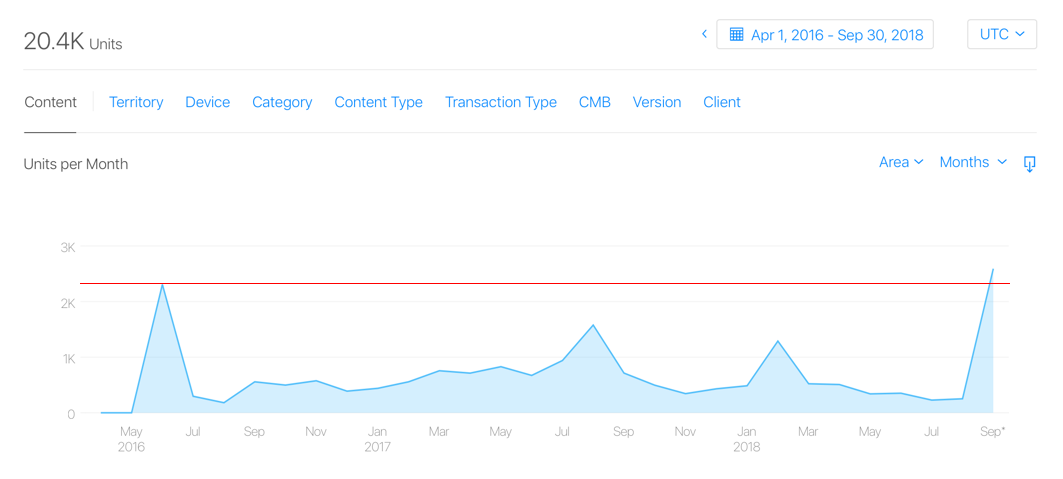 20.4K Units
Apr 1, 2016 - Sep 30, 2018
UTC
Content Territory Device Category Content Type Transaction Type CMB Version Client
Units per Month
Area Months
3K
2K
1K
0
May Jul Sep Nov Jan Mar May Jul Sep Nov Jan Mar May Jul Sep*
2016 2017 2018